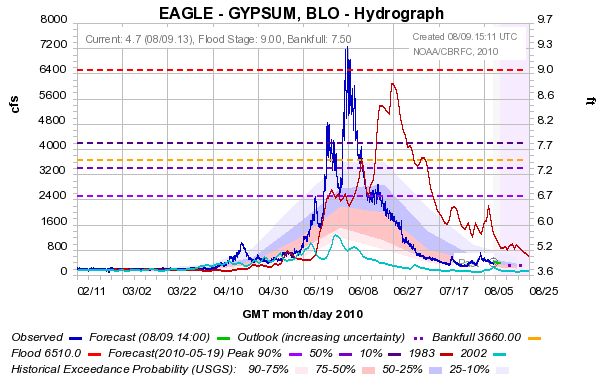 EAGLE - GYPSUM, BLO - Hydrograph
8000 9.7
Current: 4.7 (08/09.13), Flood Stage: 9.00, Bankfull: 7.50
Created 08/09.15:11 UTC
NOAA/CBRFC, 2010
7200 9.3
6400 9.0
5600 8.6
4800 8.2
4000 7.7
3200 7.2
2400 6.7
1600 6.0
800 5.2
0 3.6
cfs
ft
02/11 03/02 03/22 04/10 04/30 05/19 06/08 06/27 07/17 08/05 08/25
GMT month/day 2010
Observed Forecast (08/09.14:00) Outlook (increasing uncertainty) Bankfull 3660.00
Flood 6510.0 Forecast(2010-05-19) Peak 90% 50% 10% 1983 2002
Historical Exceedance Probability (USGS): 90-75% 75-50% 50-25% 25-10%